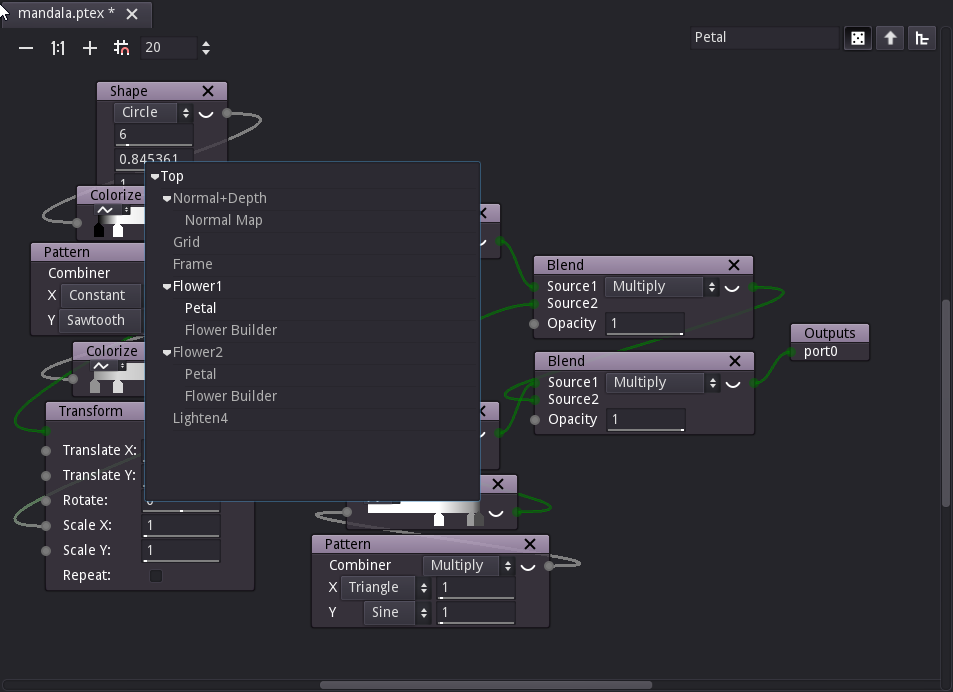 mandala.ptex *
1:1
20
Petal
Shape
Circle
6
0.845361
1
Colorize
Pattern
Combiner
X Constant
Y Sawtooth
Colorize
Transform
Translate X:
Translate Y:
Rotate:
Scale X: 1
Scale Y: 1
Repeat:
Top
Normal+Depth
Normal Map
Grid
Frame
Flower1
Petal
Flower Builder
Flower2
Petal
Flower Builder
Lighten4
Blend
Source1 Multiply
Source2
Opacity 1
Blend
Source1 Multiply
Source2
Opacity 1
Outputs
port0
Pattern
Combiner Multiply
X Triangle 1
Y Sine 1